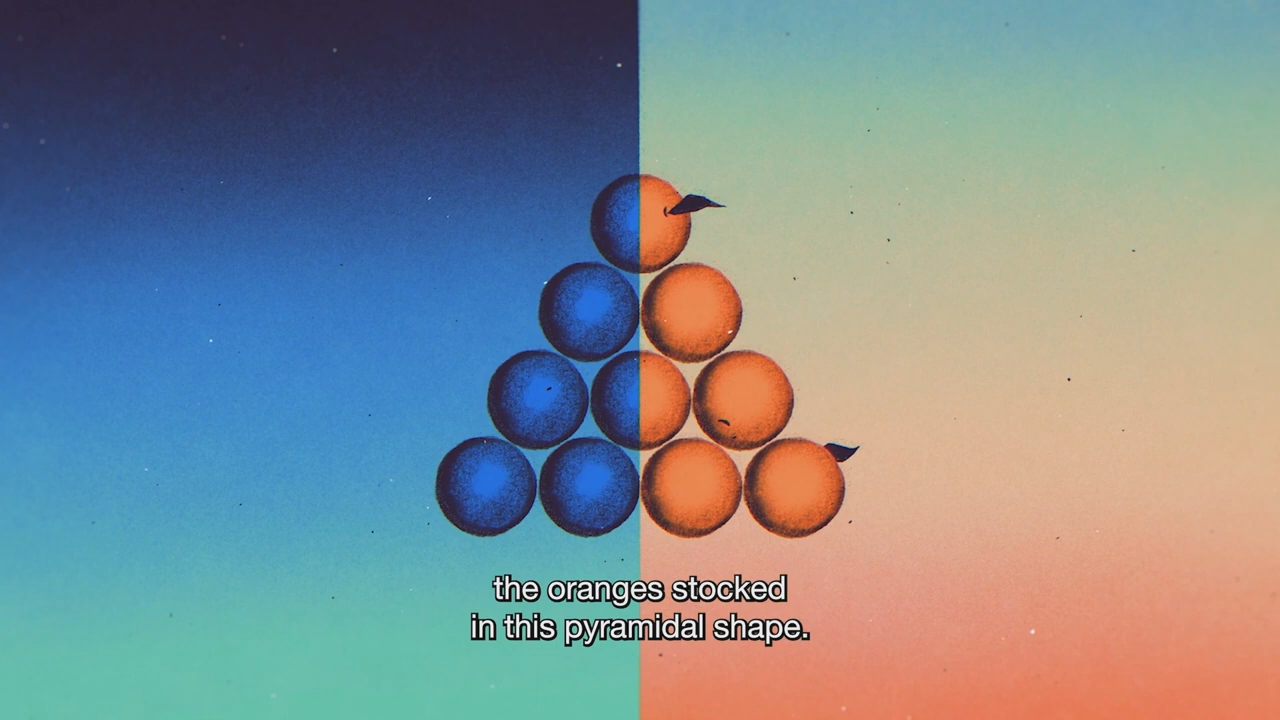 the oranges stocked
in this pyramidal shape.